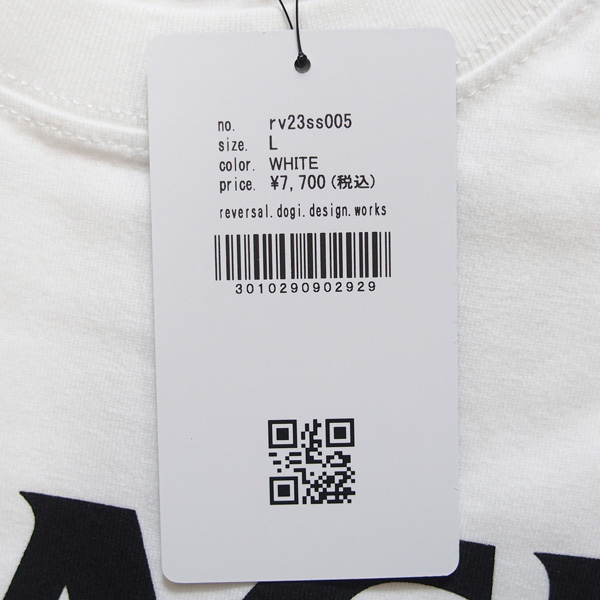 no. rv23ss005
size. L
color. WHITE
price. ¥7,700(税込)
reversal.dogi.design.works
3010290902929